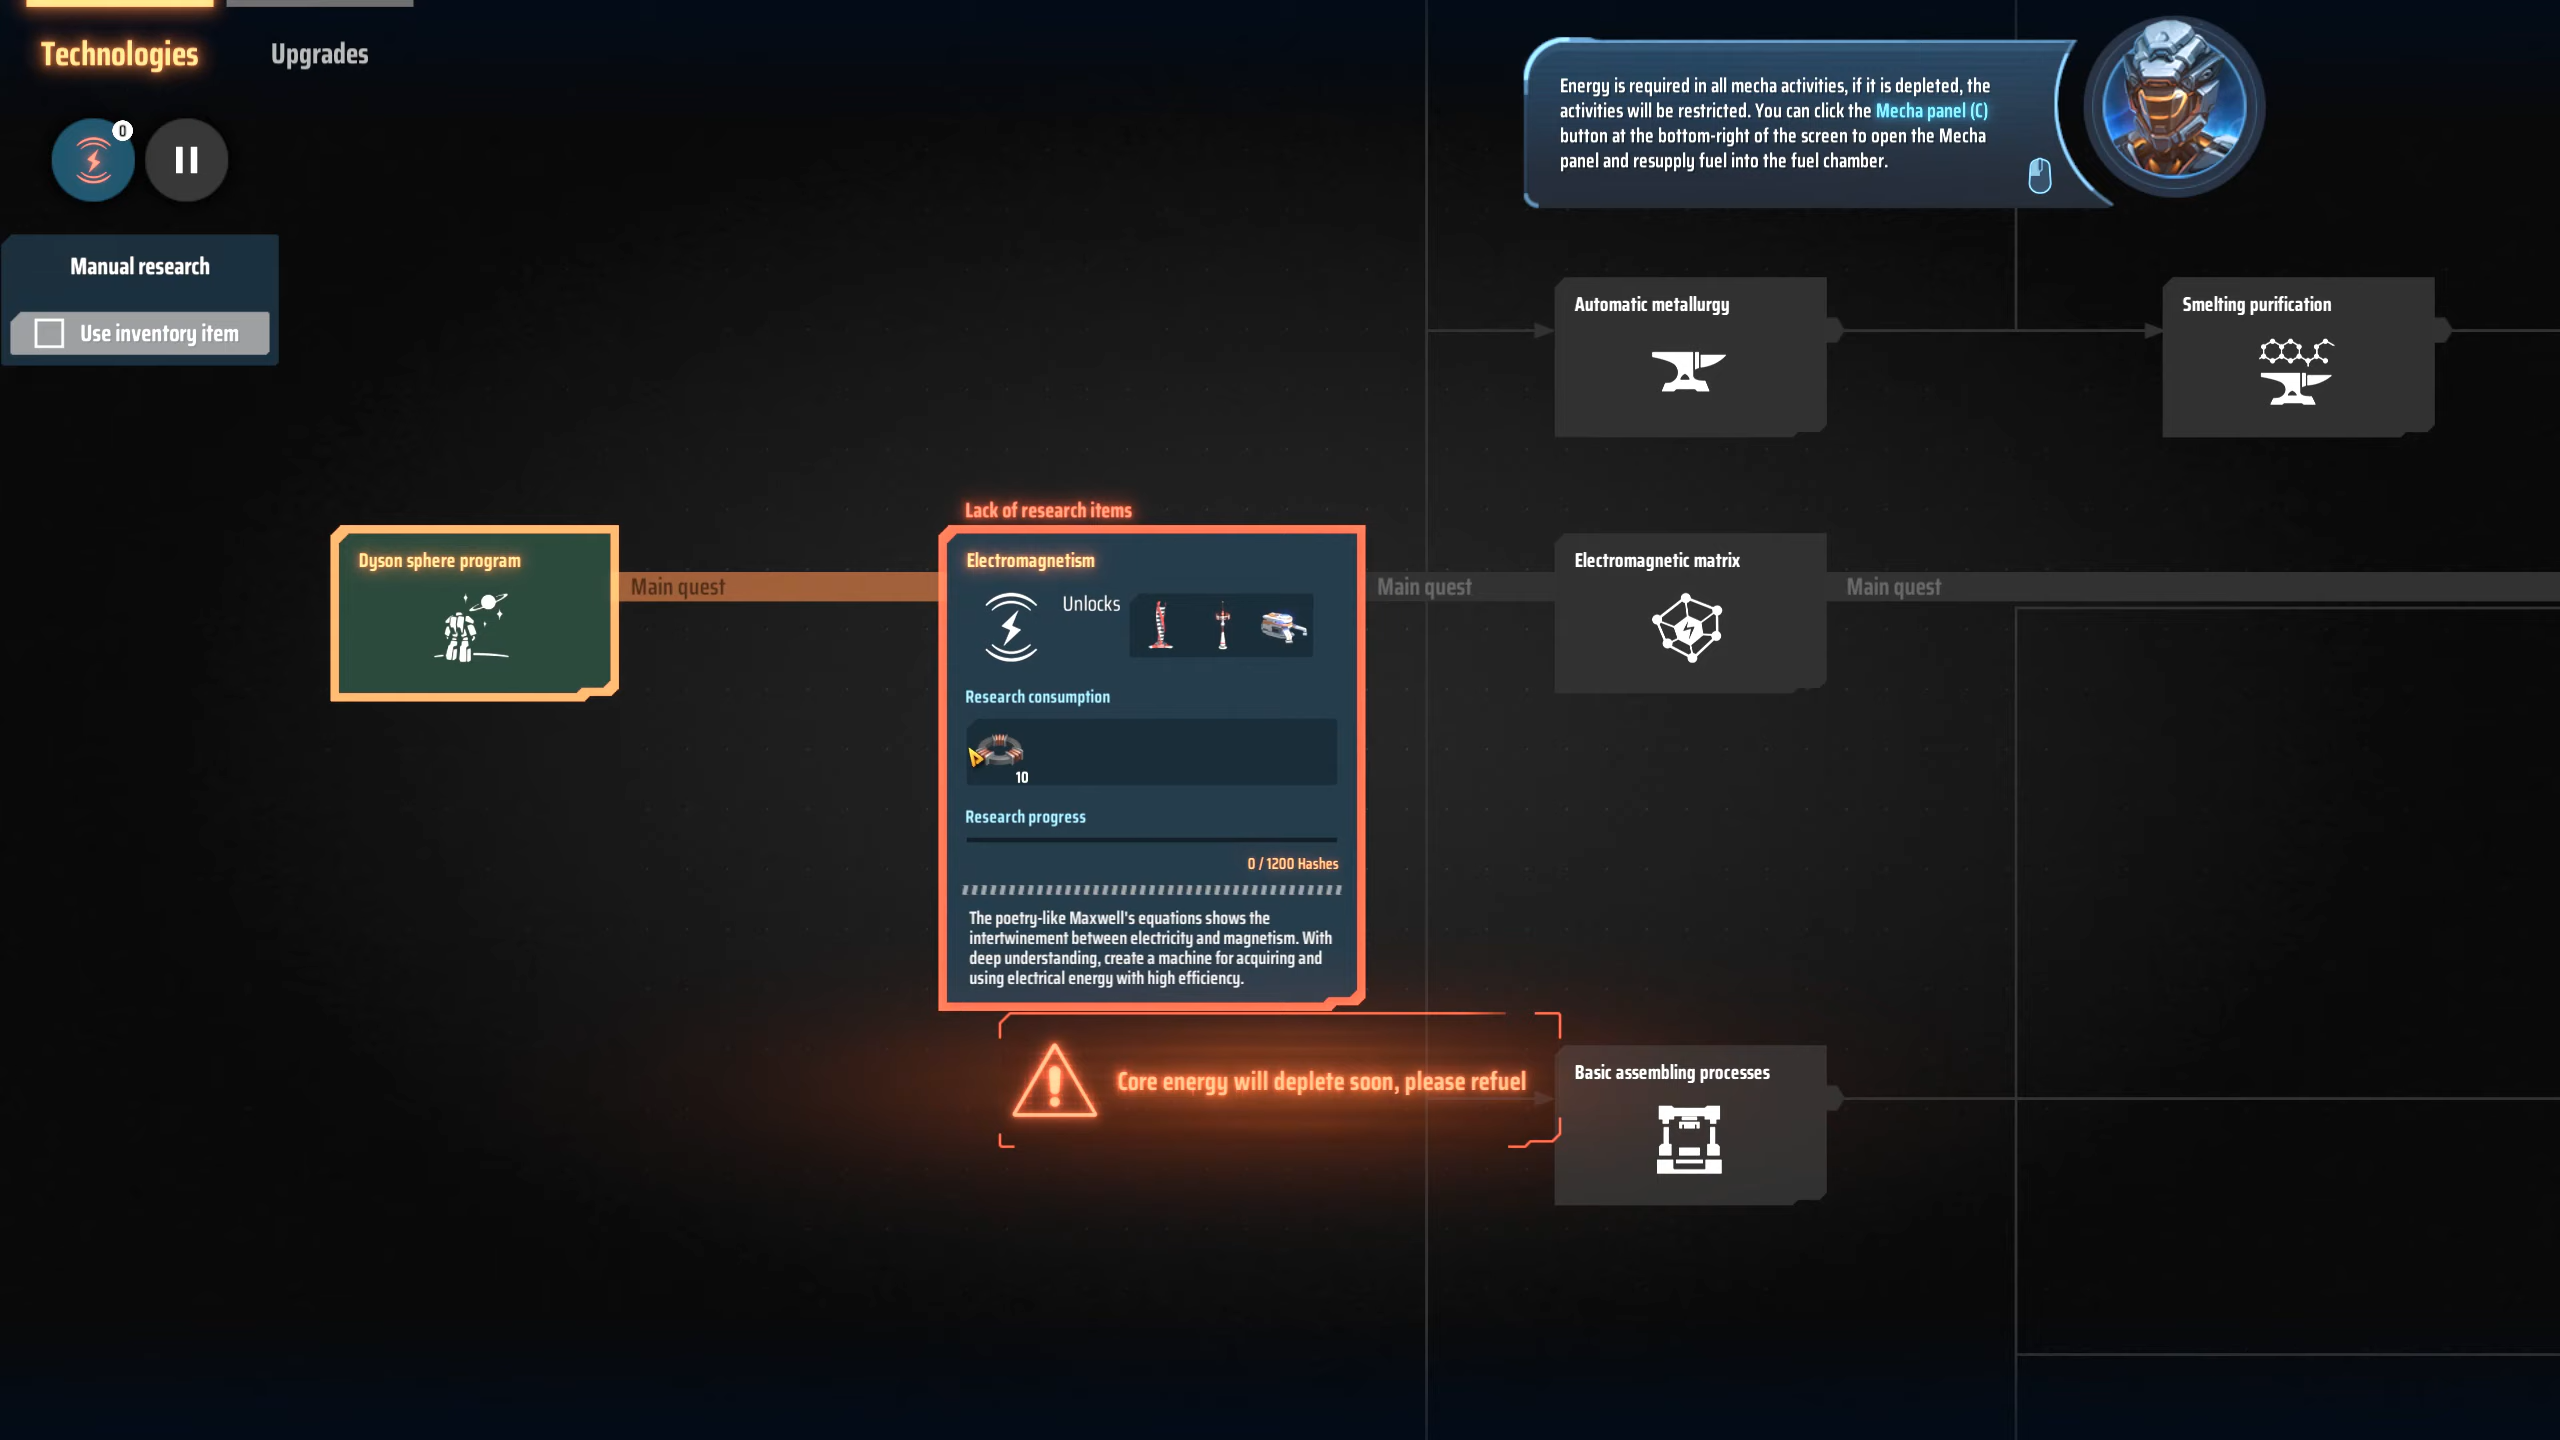 Technologies
Upgrades
0
Manual research
Use inventory item
Energy is required in all mecha activities, if it is depleted, the
activities will be restricted. You can click the Mecha panel (C)
button at the bottom-right of the screen to open the Mecha
panel and resupply fuel into the fuel chamber.
Automatic metallurgy
Smelting purification
Dyson sphere program
Main quest
Lack of research items
Electromagnetism
Unlocks
Research consumption
10
Research progress
0 / 1200 Hashes
The poetry-like Maxwell's equations shows the
intertwinement between electricity and magnetism. With
deep understanding, create a machine for acquiring and
using electrical energy with high efficiency.
Main quest
Electromagnetic matrix
Main quest
Core energy will deplete soon, please refuel
Basic assembling processes